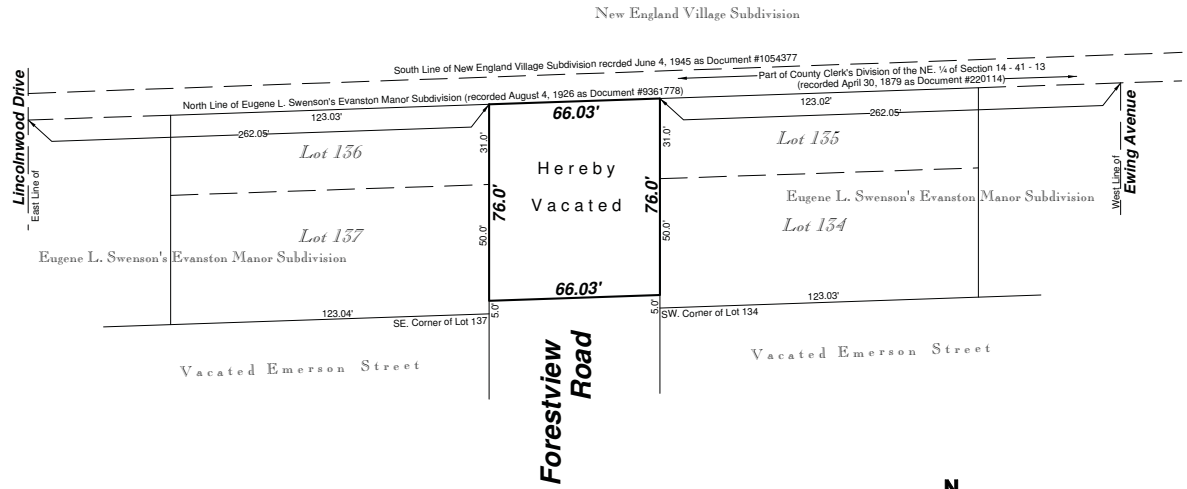 New England Village Subdivision
South Line of New England Village Subdivision recrded June 4, 1945 as Document #1054377
Part of County Clerk's Division of the NE. ¼ of Section 14 - 41 - 13
(recorded April 30, 1879 as Document #220114)
North Line of Eugene L. Swenson's Evanston Manor Subdivision (recorded August 4, 1926 as Document #9361778)
Lincolnwood Drive
East Line of
123.03'
262.05'
66.03'
123.02'
262.05'
West Line of
Ewing Avenue
Lot 136
31.0'
Hereby
Vacated
31.0'
Lot 135
76.0'
76.0'
Eugene L. Swenson's Evanston Manor Subdivision
Lot 137
50.0'
50.0'
Lot 134
Eugene L. Swenson's Evanston Manor Subdivision
66.03'
123.04'
5.0'
5.0'
123.03'
SE. Corner of Lot 137
SW. Corner of Lot 134
Vacated Emerson Street
Vacated Emerson Street
Forestview
Road
N